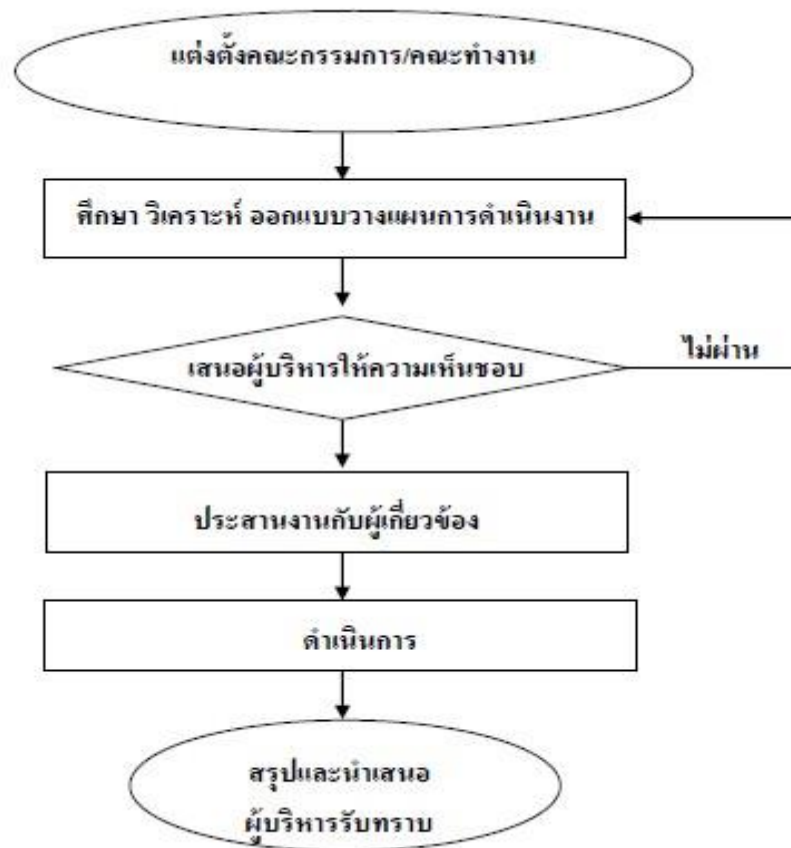 แต่งตั้งคณะกรรมการ/คณะทำงาน
ศึกษา วิเคราะห์ ออกแบบวางแผนการดำเนินงาน
เสนอผู้บริหารให้ความเห็นชอบ
ไม่ผ่าน
ประสานงานกับผู้เกี่ยวข้อง
ดำเนินการ
สรุปและนำเสนอ
ผู้บริหารรับทราบ